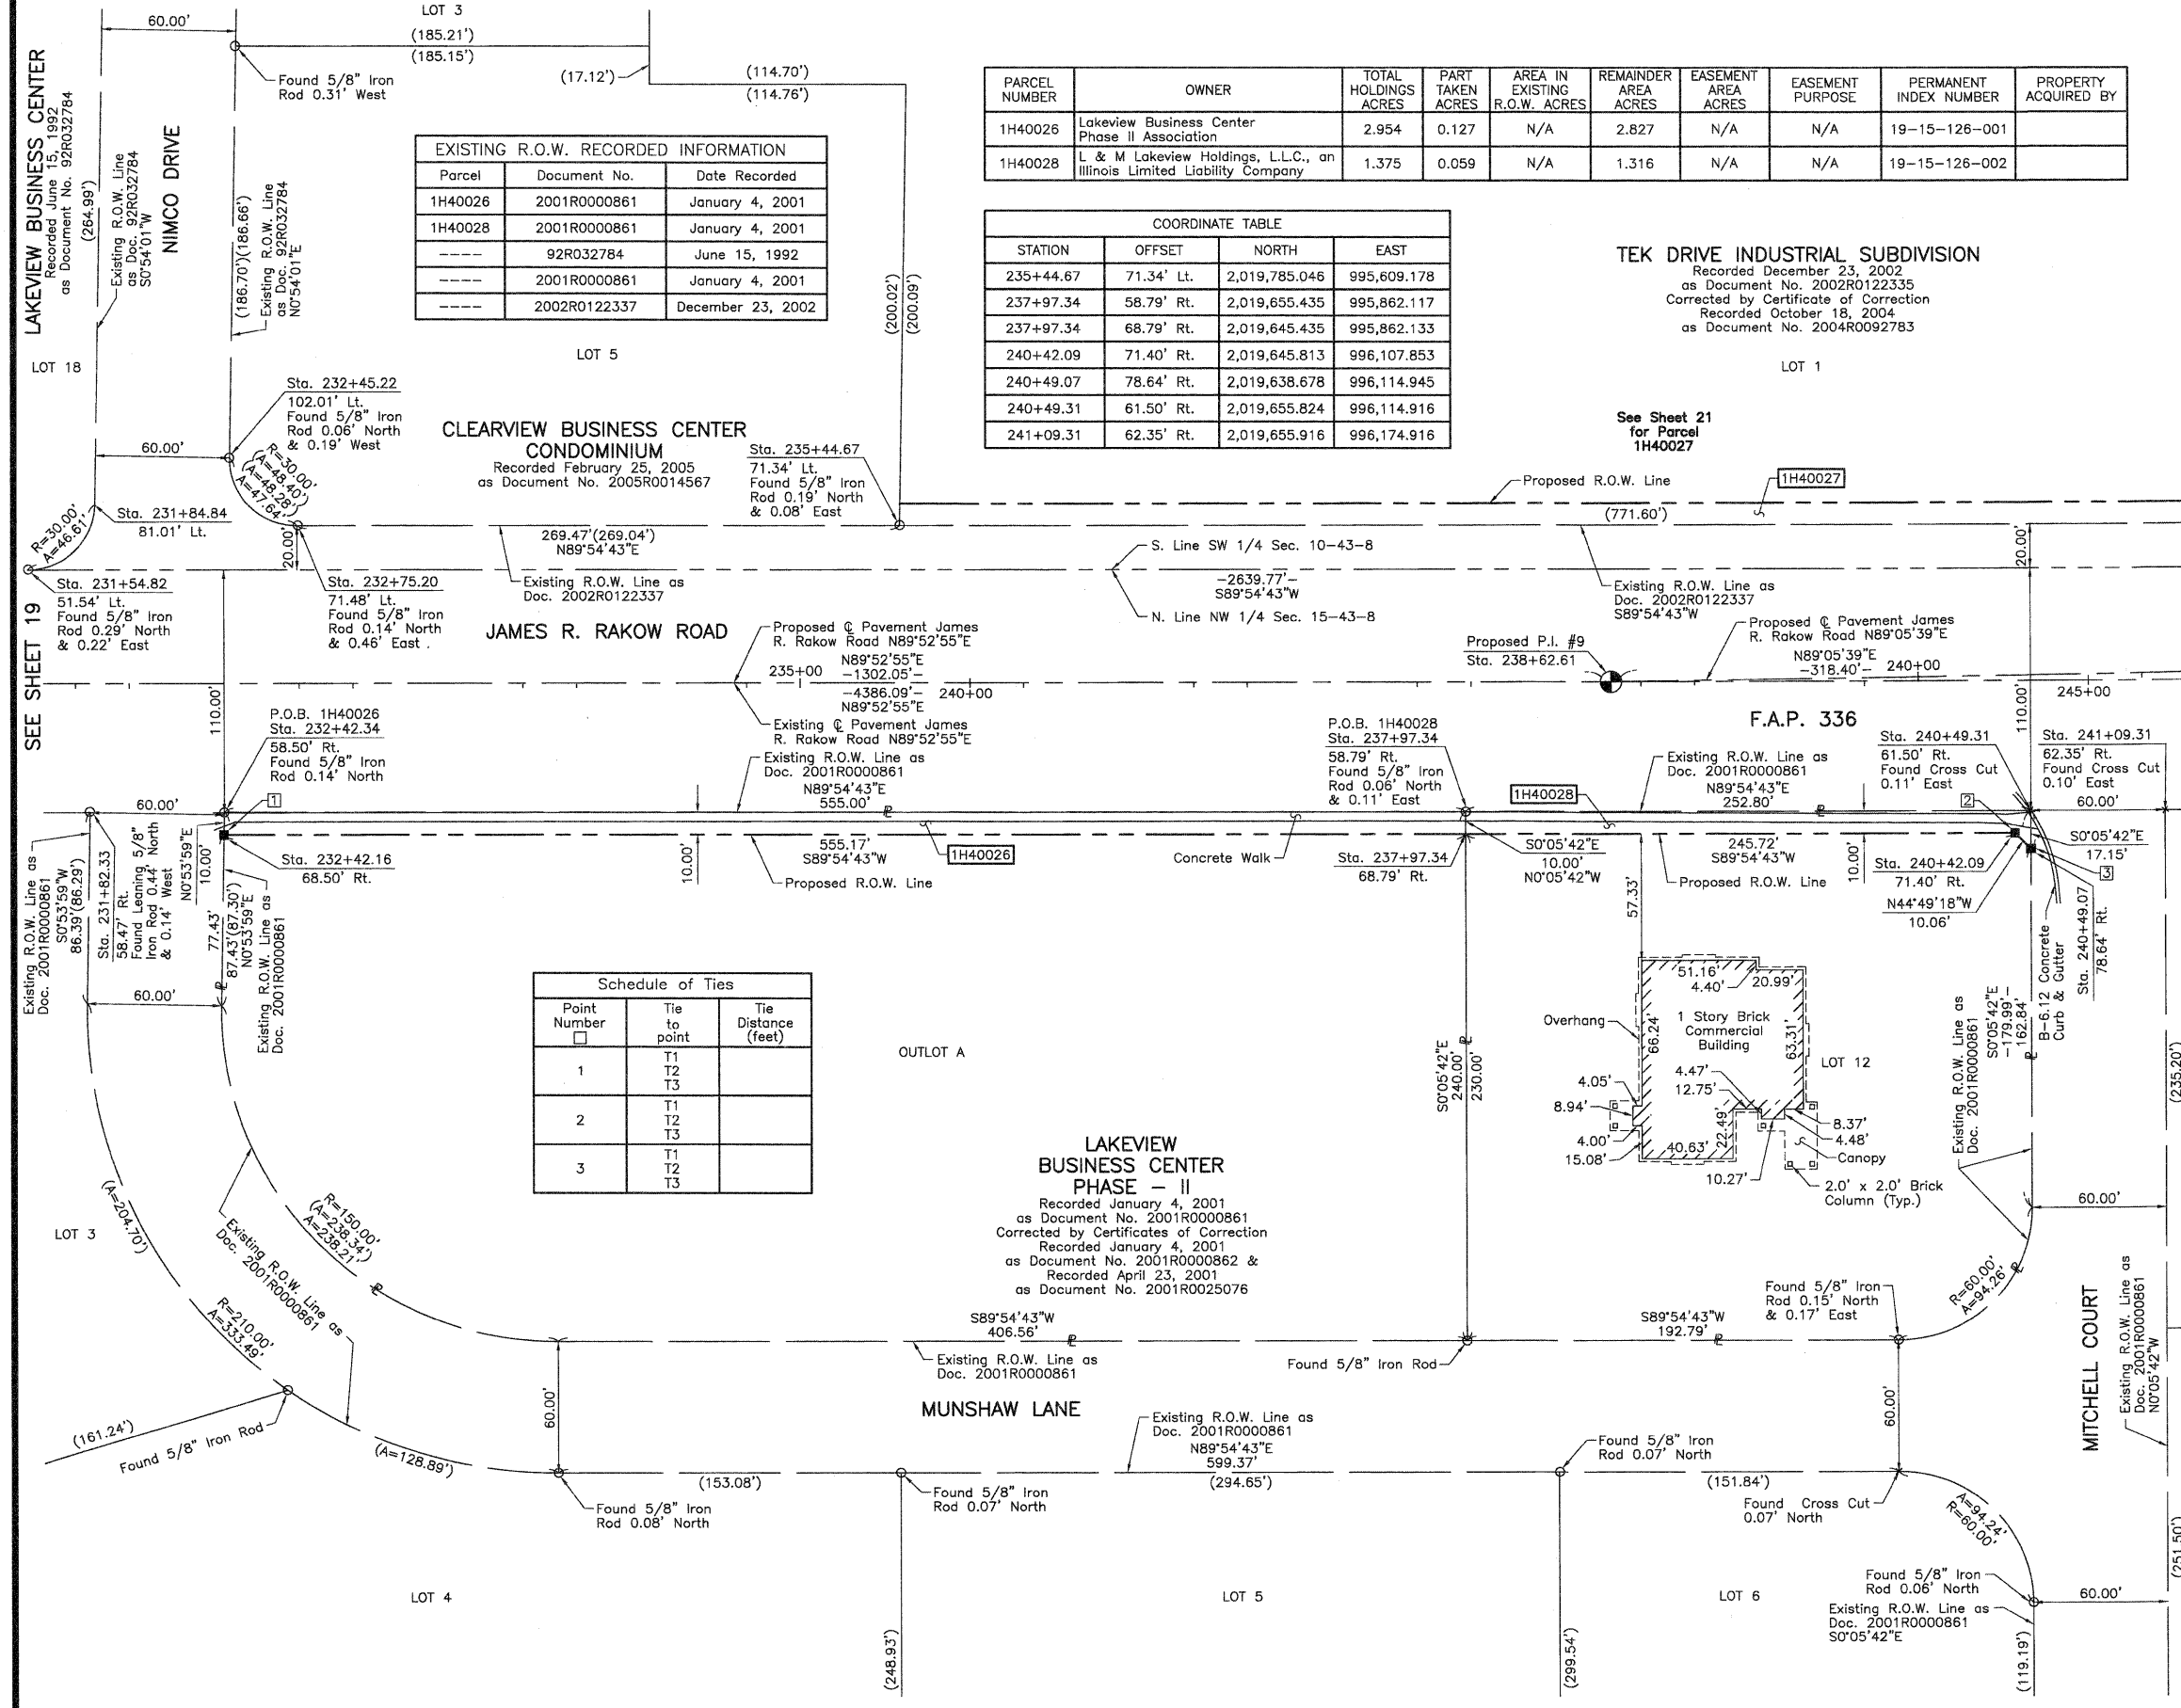 LOT 3
60.00'
(185.21')
(185.15')
(17.12')
(114.70')
(114.76')
Found 5/8" Iron
Rod 0.31' West
LAKEVIEW BUSINESS CENTER
Recorded June 15, 1992
as Document No. 92R032784
(264.99')
Existing R.O.W. Line
as Doc. 92R032784
S0°54'01"W
NIMCO DRIVE
(186.70')(186.66')
Existing R.O.W. Line
as Doc. 92R032784
N0°54'01"E
LOT 18
EXISTING R.O.W. RECORDED INFORMATION
Parcel Document No. Date Recorded
1H40026 2001R0000861 January 4, 2001
1H40028 2001R0000861 January 4, 2001
---- 92R032784 June 15, 1992
---- 2001R0000861 January 4, 2001
---- 2002R0122337 December 23, 2002
(200.02')
(200.09')
LOT 5
PARCEL NUMBER OWNER TOTAL HOLDINGS ACRES PART TAKEN ACRES AREA IN EXISTING R.O.W. ACRES REMAINDER AREA ACRES EASEMENT AREA ACRES EASEMENT PURPOSE PERMANENT INDEX NUMBER PROPERTY ACQUIRED BY
1H40026 Lakeview Business Center Phase II Association 2.954 0.127 N/A 2.827 N/A N/A 19-15-126-001
1H40028 L & M Lakeview Holdings, L.L.C., an Illinois Limited Liability Company 1.375 0.059 N/A 1.316 N/A N/A 19-15-126-002
COORDINATE TABLE
STATION OFFSET NORTH EAST
235+44.67 71.34' Lt. 2,019,785.046 995,609.178
237+97.34 58.79' Rt. 2,019,655.435 995,862.117
237+97.34 68.79' Rt. 2,019,645.435 995,862.133
240+42.09 71.40' Rt. 2,019,645.813 996,107.853
240+49.07 78.64' Rt. 2,019,638.678 996,114.945
240+49.31 61.50' Rt. 2,019,655.824 996,114.916
241+09.31 62.35' Rt. 2,019,655.916 996,174.916
TEK DRIVE INDUSTRIAL SUBDIVISION
Recorded December 23, 2002
as Document No. 2002R0122335
Corrected by Certificate of Correction
Recorded October 18, 2004
as Document No. 2004R0092783
LOT 1
See Sheet 21
for Parcel
1H40027
Sta. 232+45.22
102.01' Lt.
Found 5/8" Iron
Rod 0.06' North
& 0.19' West
60.00'
R=30.00'
(A=48.40')
(A=48.28')
A=47.64'
CLEARVIEW BUSINESS CENTER
CONDOMINIUM
Recorded February 25, 2005
as Document No. 2005R0014567
Sta. 235+44.67
71.34' Lt.
Found 5/8" Iron
Rod 0.19' North
& 0.08' East
Proposed R.O.W. Line
1H40027
(771.60')
R=30.00'
A=46.61'
Sta. 231+84.84
81.01' Lt.
20.00'
269.47'(269.04')
N89°54'43"E
S. Line SW 1/4 Sec. 10-43-8
-2639.77'-
S89°54'43"W
N. Line NW 1/4 Sec. 15-43-8
Existing R.O.W. Line as
Doc. 2002R0122337
S89°54'43"W
20.00'
Sta. 231+54.82
51.54' Lt.
Found 5/8" Iron
Rod 0.29' North
& 0.22' East
Sta. 232+75.20
71.48' Lt.
Found 5/8" Iron
Rod 0.14' North
& 0.46' East .
Existing R.O.W. Line as
Doc. 2002R0122337
JAMES R. RAKOW ROAD
SEE SHEET 19
Proposed ℄ Pavement James
R. Rakow Road N89°52'55"E
N89°52'55"E
235+00
-1302.05'-
-4386.09'-
N89°52'55"E
240+00
Existing ℄ Pavement James
R. Rakow Road N89°52'55"E
Proposed P.I. #9
Sta. 238+62.61
Proposed ℄ Pavement James
R. Rakow Road N89°05'39"E
N89°05'39"E
-318.40'-
240+00
245+00
F.A.P. 336
110.00'
110.00'
P.O.B. 1H40026
Sta. 232+42.34
58.50' Rt.
Found 5/8" Iron
Rod 0.14' North
Existing R.O.W. Line as
Doc. 2001R0000861
N89°54'43"E
555.00'
P.O.B. 1H40028
Sta. 237+97.34
58.79' Rt.
Found 5/8" Iron
Rod 0.06' North
& 0.11' East
1H40028
Existing R.O.W. Line as
Doc. 2001R0000861
N89°54'43"E
252.80'
Sta. 240+49.31
61.50' Rt.
Found Cross Cut
0.11' East
Sta. 241+09.31
62.35' Rt.
Found Cross Cut
0.10' East
60.00'
60.00'
1
2
3
Existing R.O.W. Line as
Doc. 2001R0000861
S0°53'59"W
86.39'(86.29')
Sta. 231+82.33
58.47' Rt.
Found Leaning 5/8"
Iron Rod 0.44' North
& 0.14' West
N0°53'59"E
10.00'
Sta. 232+42.16
68.50' Rt.
77.43'
87.43'(87.30')
N0°53'59"E
Existing R.O.W. Line as
Doc. 2001R0000861
60.00'
10.00'
555.17'
S89°54'43"W
Proposed R.O.W. Line
1H40026
Concrete Walk
Sta. 237+97.34
68.79' Rt.
S0°05'42"E
10.00'
N0°05'42"W
57.33'
245.72'
S89°54'43"W
Proposed R.O.W. Line
10.00'
Sta. 240+42.09
71.40' Rt.
N44°49'18"W
10.06'
S0°05'42"E
17.15'
Sta. 240+49.07
78.64' Rt.
B-6.12 Concrete
Curb & Gutter
S0°05'42"E
-179.99'-
162.84'
Existing R.O.W. Line as
Doc. 2001R0000861
(235.20')
Schedule of Ties
Point Number Tie to point Tie Distance (feet)
1 T1 T2 T3
2 T1 T2 T3
3 T1 T2 T3
OUTLOT A
S0°05'42"E
240.00'
230.00'
Overhang
51.16'
4.40'
20.99'
66.24'
1 Story Brick
Commercial
Building
63.31'
LOT 12
4.05'
8.94'
4.00'
15.08'
4.47'
12.75'
22.49'
40.63'
10.27'
8.37'
4.48'
Canopy
2.0' x 2.0' Brick
Column (Typ.)
LAKEVIEW
BUSINESS CENTER
PHASE - II
Recorded January 4, 2001
as Document No. 2001R0000861
Corrected by Certificates of Correction
Recorded January 4, 2001
as Document No. 2001R0000862 &
Recorded April 23, 2001
as Document No. 2001R0025076
60.00'
LOT 3
(A=204.70')
R=150.00'
(A=238.34')
A=238.21'
Existing R.O.W. Line as
Doc. 2001R0000861
R=210.00'
A=333.49'
(161.24')
Found 5/8" Iron Rod
(A=128.89')
S89°54'43"W
406.56'
Existing R.O.W. Line as
Doc. 2001R0000861
Found 5/8" Iron Rod
S89°54'43"W
192.79'
Found 5/8" Iron
Rod 0.15' North
& 0.17' East
R=60.00'
A=94.26'
MITCHELL COURT
Existing R.O.W. Line as
Doc. 2001R0000861
N0°05'42"W
60.00'
MUNSHAW LANE
Existing R.O.W. Line as
Doc. 2001R0000861
N89°54'43"E
599.37'
(294.65')
60.00'
(153.08')
Found 5/8" Iron
Rod 0.08' North
Found 5/8" Iron
Rod 0.07' North
Found 5/8" Iron
Rod 0.07' North
(151.84')
Found Cross Cut
0.07' North
A=94.24'
R=60.00'
(251.50')
Found 5/8" Iron
Rod 0.06' North
60.00'
Existing R.O.W. Line as
Doc. 2001R0000861
S0°05'42"E
LOT 4
LOT 5
LOT 6
(248.93')
(299.54')
(119.19')